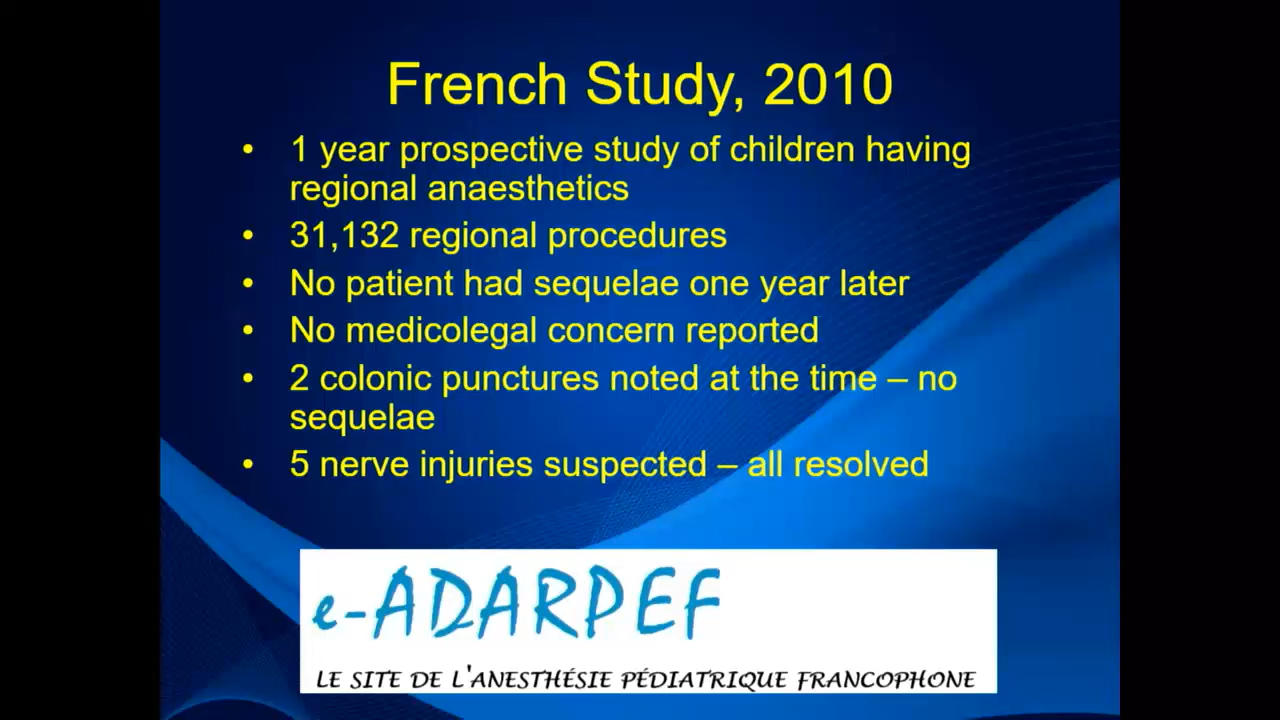 French Study, 2010
• 1 year prospective study of children having
regional anaesthetics
• 31,132 regional procedures
• No patient had sequelae one year later
• No medicolegal concern reported
• 2 colonic punctures noted at the time – no
sequelae
• 5 nerve injuries suspected – all resolved
e-ADARPEF
LE SITE DE L'ANESTHÉSIE PÉDIATRIQUE FRANCOPHONE